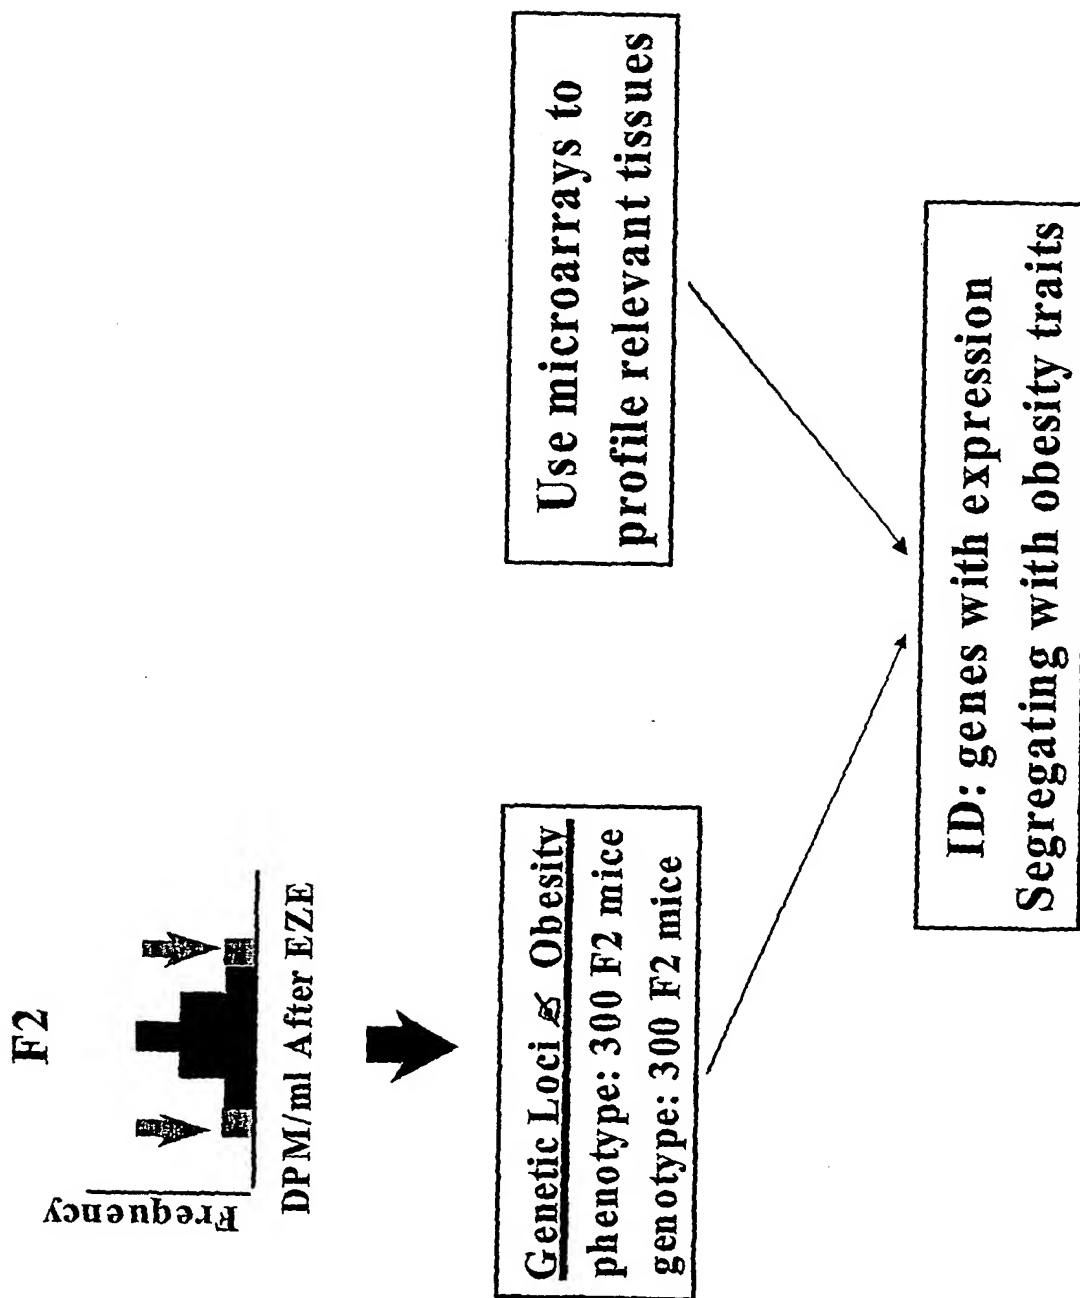 F2
Frequency
DPM/ml After EZE
Genetic Loci Obesity
phenotype: 300 F2 mice
genotype: 300 F2 mice
Use microarrays to
profile relevant tissues
ID: genes with expression
Segregating with obesity traits